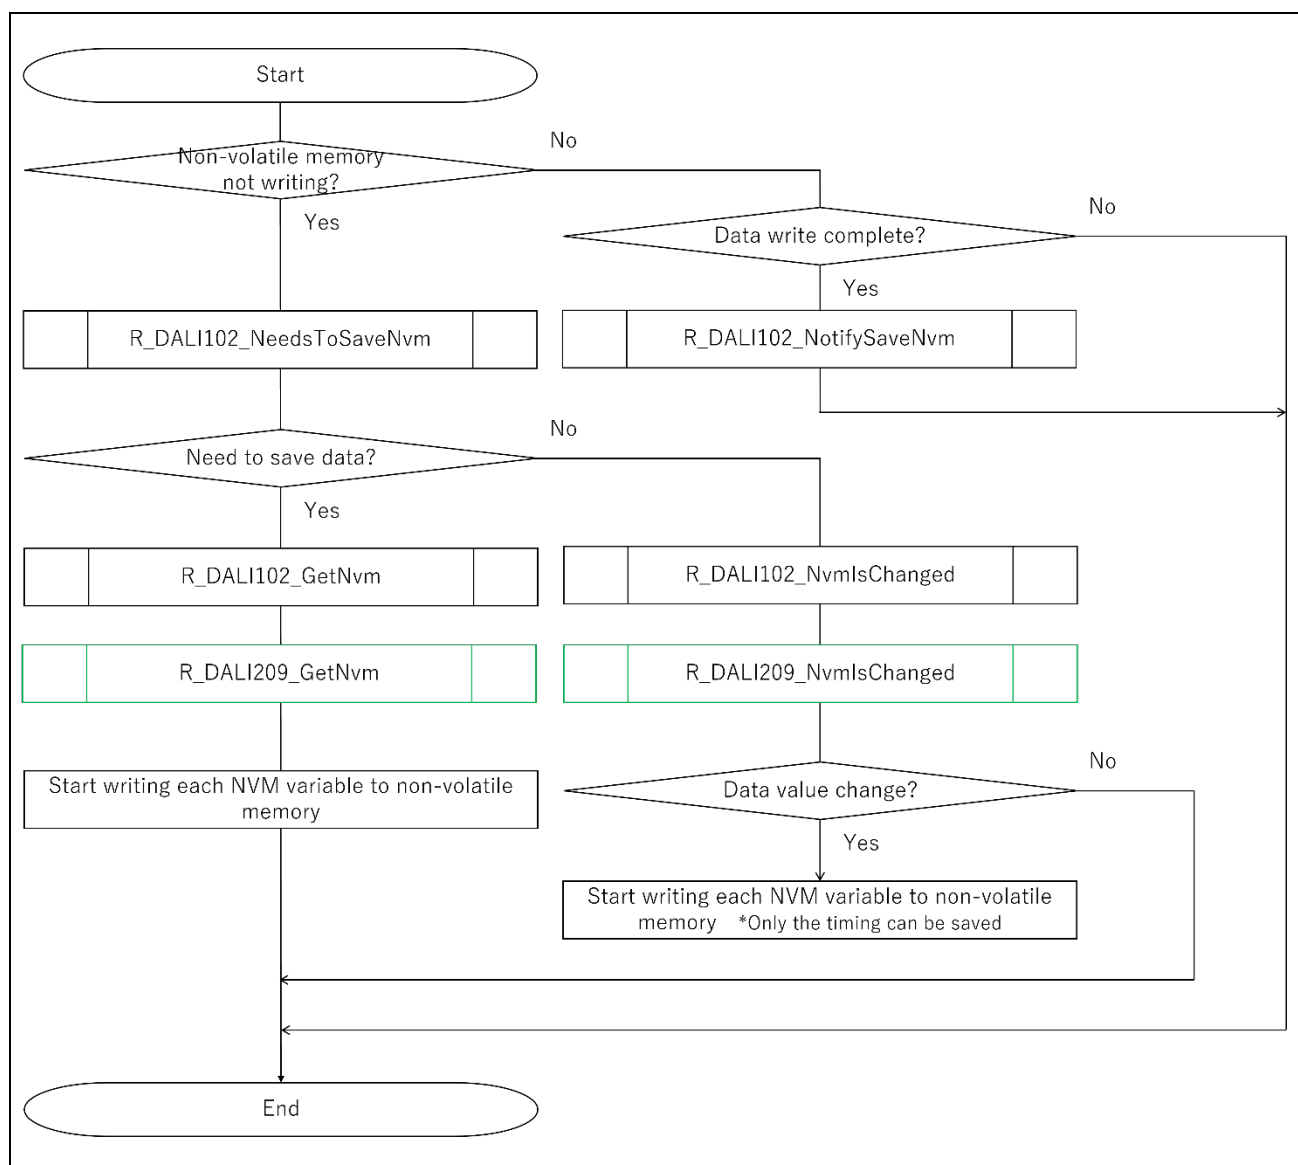 Start
Non-volatile memory
not writing?
No
Yes
Data write complete?
No
Yes
R_DALI102_NeedsToSaveNvm
R_DALI102_NotifySaveNvm
Need to save data?
No
Yes
R_DALI102_GetNvm
R_DALI102_NvmIsChanged
R_DALI209_GetNvm
R_DALI209_NvmIsChanged
Start writing each NVM variable to non-volatile
memory
Data value change?
No
Yes
Start writing each NVM variable to non-volatile
memory *Only the timing can be saved
End